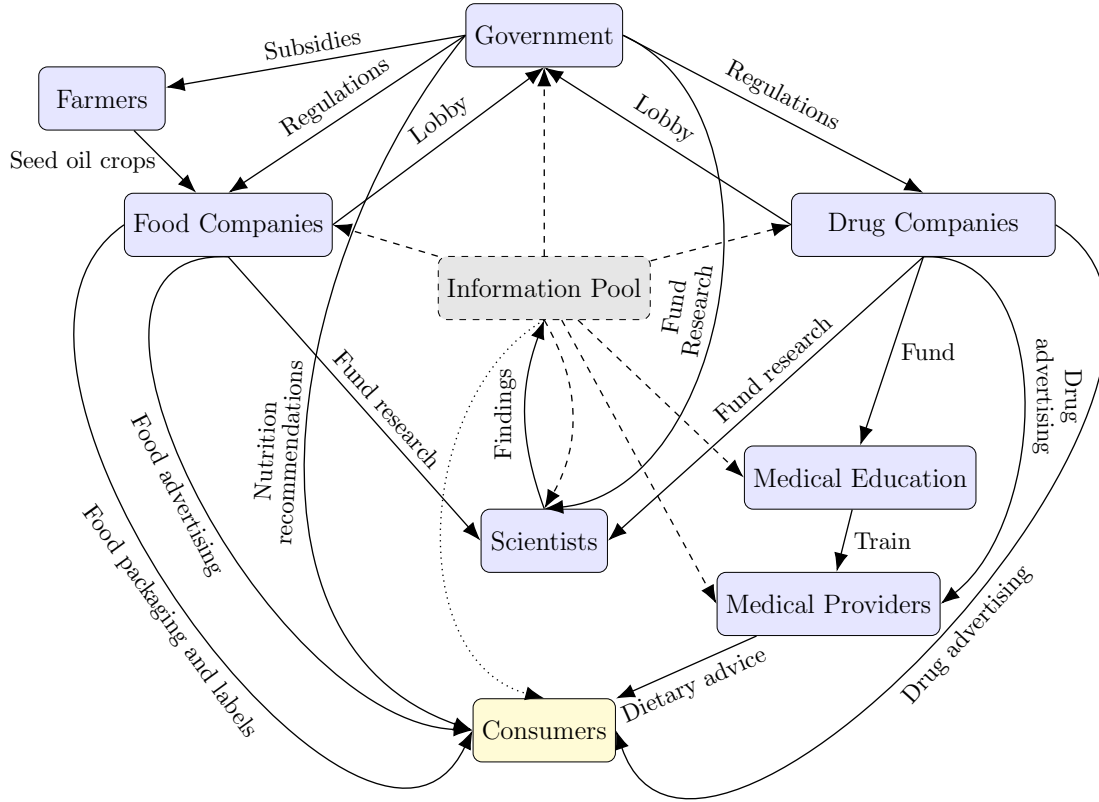 Government
Subsidies
Farmers
Regulations
Lobby
Lobby
Regulations
Seed oil crops
Food Companies
Drug Companies
Information Pool
Fund
Research
Fund
Fund research
Findings
Fund research
Drug
advertising
Nutrition
recommendations
Food advertising
Medical Education
Food packaging and labels
Scientists
Train
Medical Providers
Drug advertising
Dietary advice
Consumers